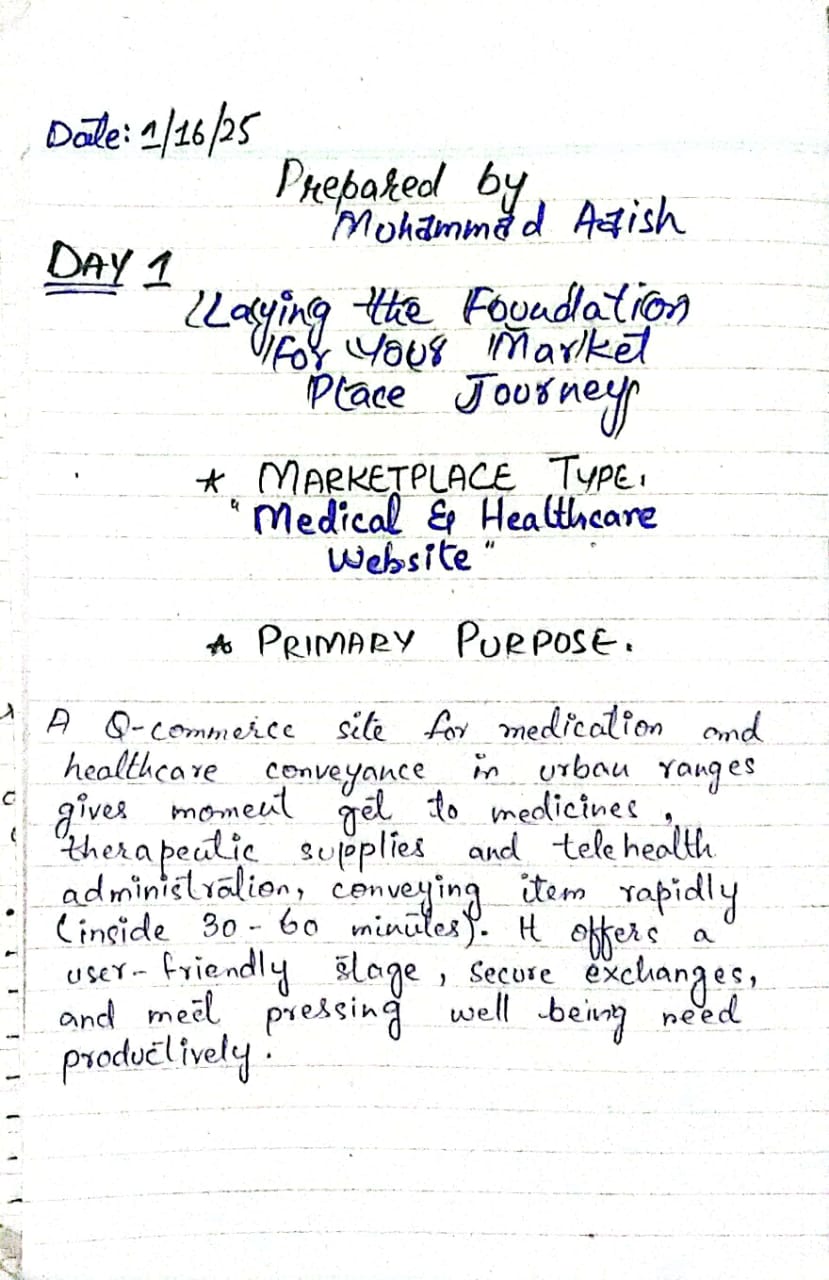 Date: 1/16/25
Prepared by
Mohammad
DAY 1
Laying the Foundation
for Your Market
Place Journey
* MARKETPLACE TYPE.
"Medical & Healthcare
Website"
* PRIMARY PURPOSE.
A Q-commerce site for medication and
healthcare conveyance in urban ranges
gives moment get to medicines,
therapeutic supplies and telehealth
administration, conveying item rapidly
(inside 30-60 minutes). It offers a
user-friendly stage, secure exchanges,
and meet pressing well being need
productively.